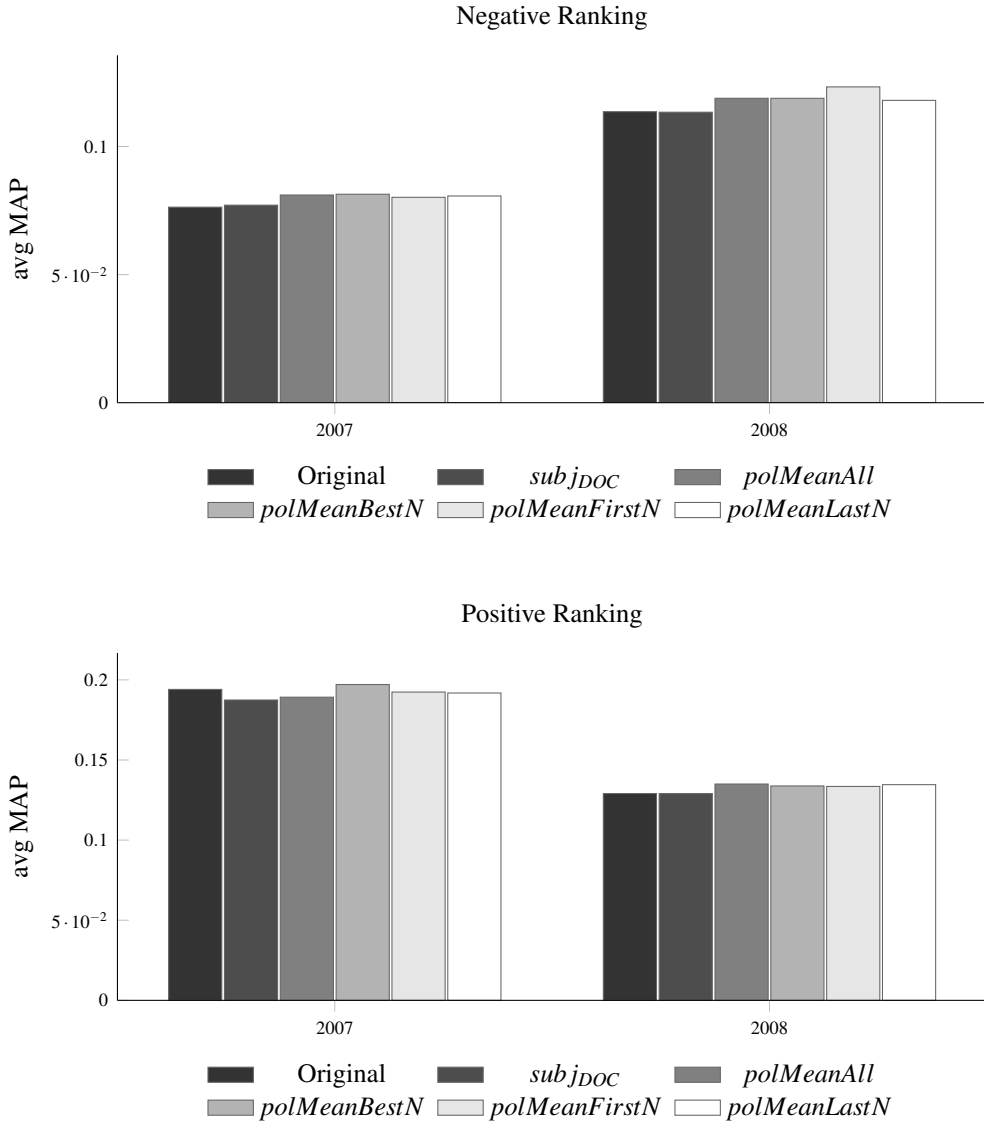 Negative Ranking
avg MAP
0.1
5 · 10⁻²
0
2007 2008
Original subj_DOC polMeanAll
polMeanBestN polMeanFirstN polMeanLastN
Positive Ranking
avg MAP
0.2
0.15
0.1
5 · 10⁻²
0
2007 2008
Original subj_DOC polMeanAll
polMeanBestN polMeanFirstN polMeanLastN